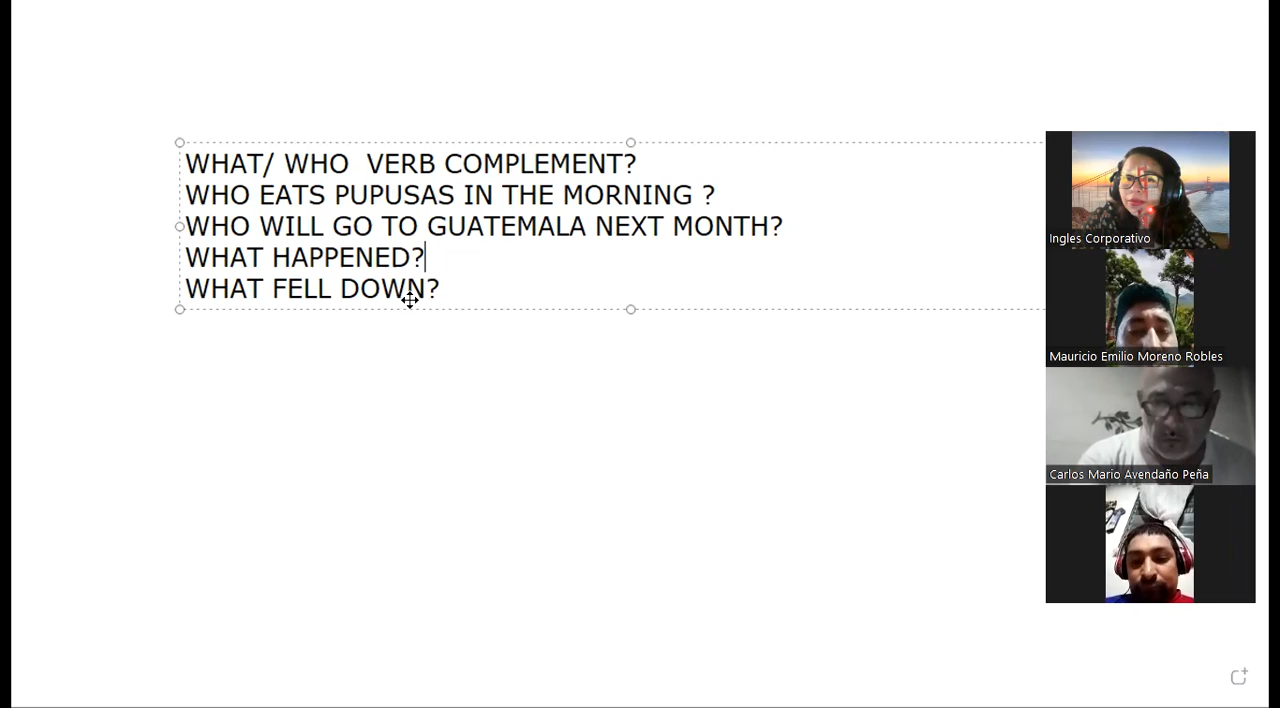 WHAT/ WHO  VERB COMPLEMENT?
WHO EATS PUPUSAS IN THE MORNING ?
WHO WILL GO TO GUATEMALA NEXT MONTH?
WHAT HAPPENED?
WHAT FELL DOWN?
Ingles Corporativo
Mauricio Emilio Moreno Robles
Carlos Mario Avendaño Peña